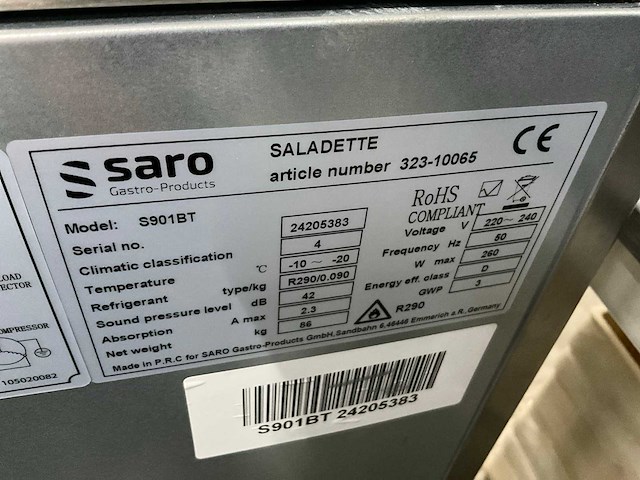 saro
Gastro-Products
SALADETTE
article number 323-10065
CE
RoHS
COMPLIANT
Model: S901BT
Serial no. 24205383
Climatic classification 4
Temperature °C -10 ~ -20
Refrigerant type/kg R290/0.090
Sound pressure level dB 42
Absorption A max 2.3
Net weight kg 86
Voltage V 220~ 240
Frequency Hz 50
W max 260
Energy eff. class D
GWP 3
R290
Made in P.R.C for SARO Gastro-Products GmbH,Sandbahn 6,46446 Emmerich a.R.,Germany
S901BT 24205383
LOAD
COMPRESSOR
105020082